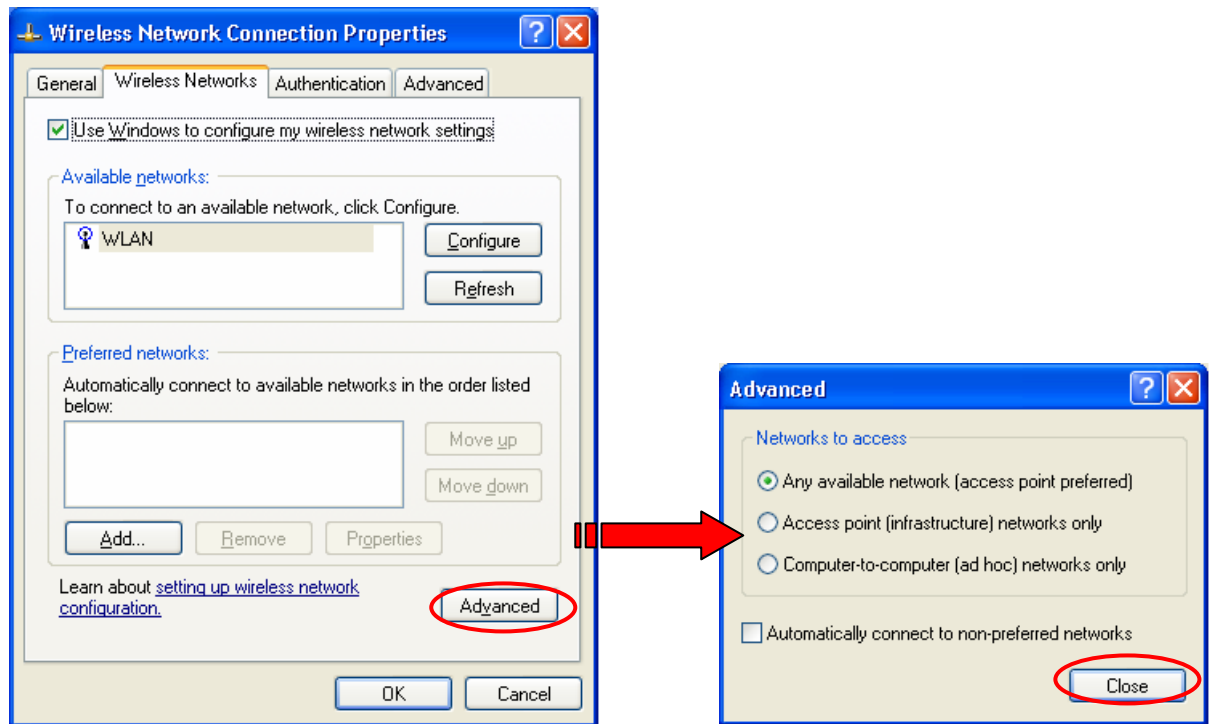 Wireless Network Connection Properties
General Wireless Networks Authentication Advanced
Use Windows to configure my wireless network settings
Available networks:
To connect to an available network, click Configure.
WLAN
Configure
Refresh
Preferred networks:
Automatically connect to available networks in the order listed
below:
Move up
Move down
Add... Remove Properties
Learn about setting up wireless network
configuration.
Advanced
OK Cancel
Advanced
Networks to access
Any available network (access point preferred)
Access point (infrastructure) networks only
Computer-to-computer (ad hoc) networks only
Automatically connect to non-preferred networks
Close